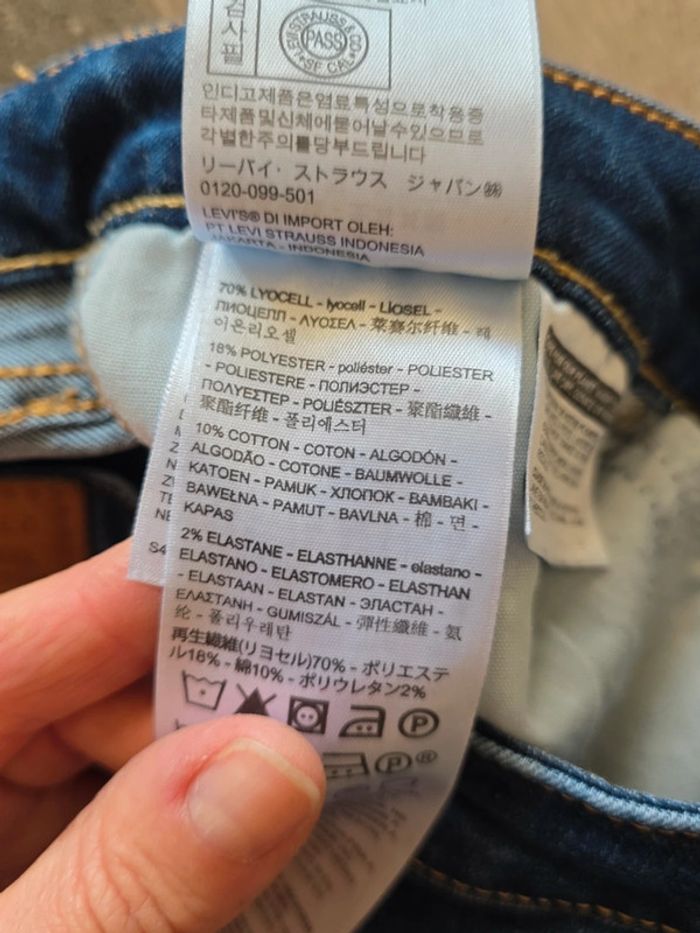 검사필
LEVI STRAUSS & CO
PASS
SF CAL
인디고제품은염료특성으로착용중
타제품및신체에묻어날수있으므로
각별한주의를당부드립니다
リーバイ・ストラウス ジャパン㈱
0120-099-501
LEVI'S® DI IMPORT OLEH:
PT LEVI STRAUSS INDONESIA
JAKARTA - INDONESIA
70% LYOCELL - lyocell - LIOSEL -
ΛΥΟΣΕΛ - 莱赛尔纤维 -
이온리오셀
18% POLYESTER - poliéster - POLIESTER
- POLIESTERE - ПОЛИЭСТЕР -
ΠΟΛΥΕΣΤΕΡ - POLIÉSZTER - 聚酯纖維 -
聚酯纤维 - 폴리에스터
10% COTTON - COTON - ALGODÓN -
ALGODÃO - COTONE - BAUMWOLLE -
KATOEN - PAMUK - ХЛОПОК - BAMBAKI -
BAWEŁNA - PAMUT - BAVLNA - 棉 - 면 -
KAPAS
2% ELASTANE - ELASTHANNE - elastano -
ELASTANO - ELASTOMERO - ELASTHAN
- ELASTAAN - ELASTAN - ЭЛАСТАН -
ΕΛΑΣΤΑΝΗ - GUMISZÁL - 彈性纖維 - 氨
纶 - 폴리우레탄
再生繊維(リヨセル)70% - ポリエステ
ル18% - 綿10% - ポリウレタン2%
P
P®